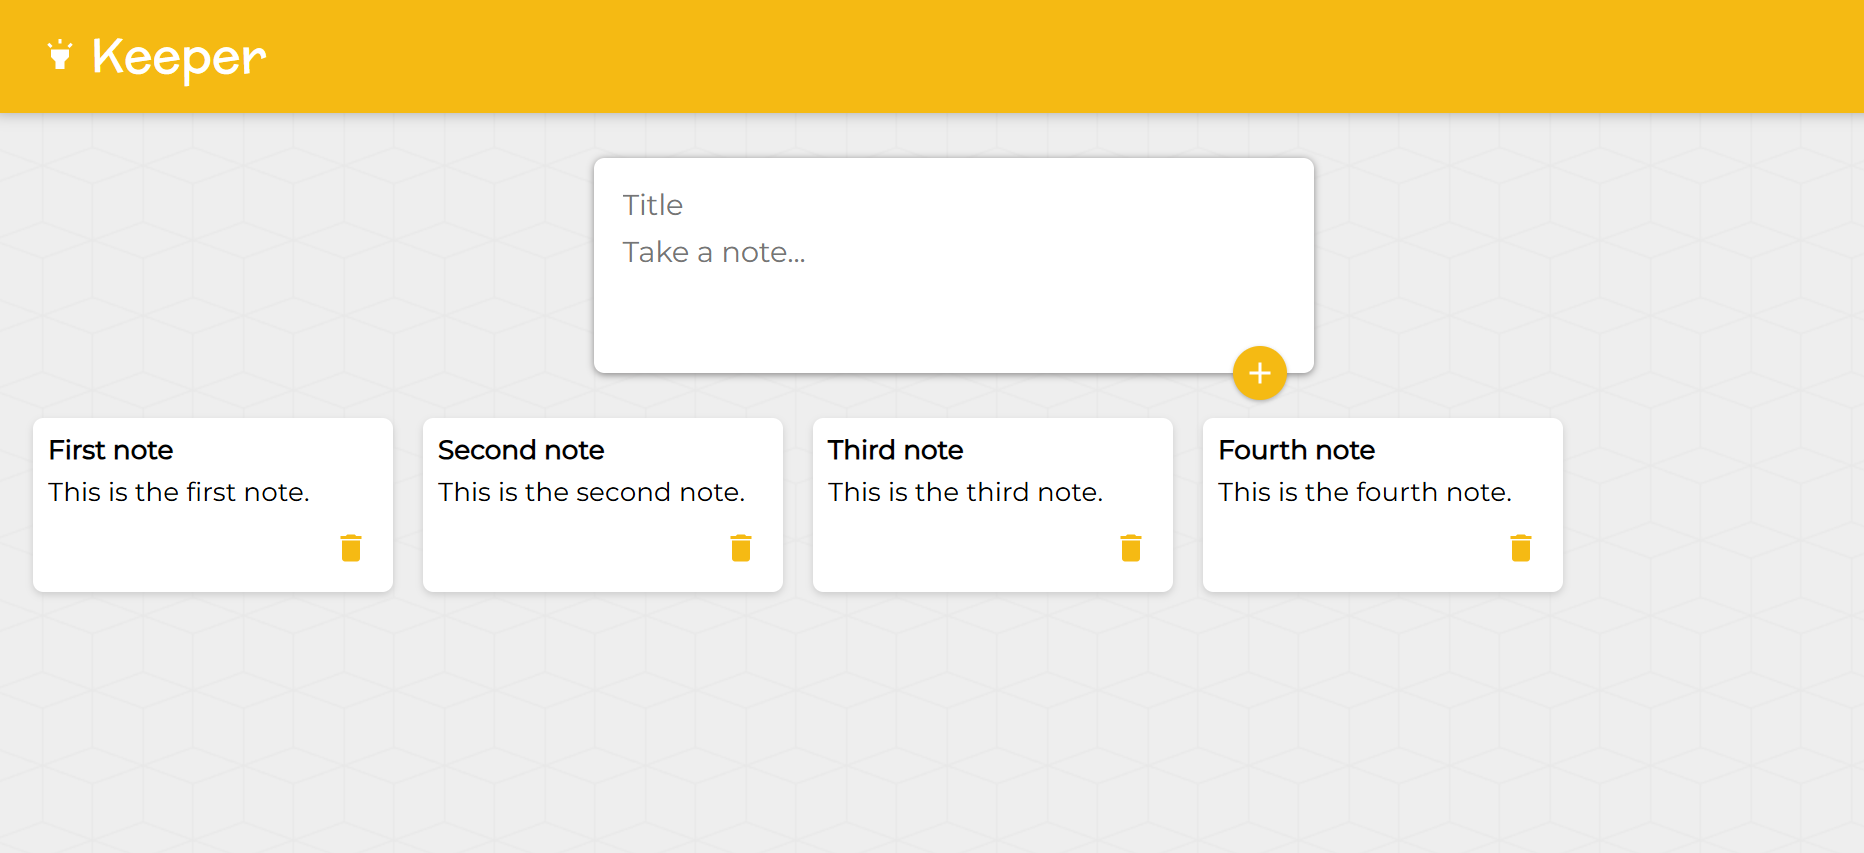 Keeper
Title
Take a note...
First note
This is the first note.
Second note
This is the second note.
Third note
This is the third note.
Fourth note
This is the fourth note.